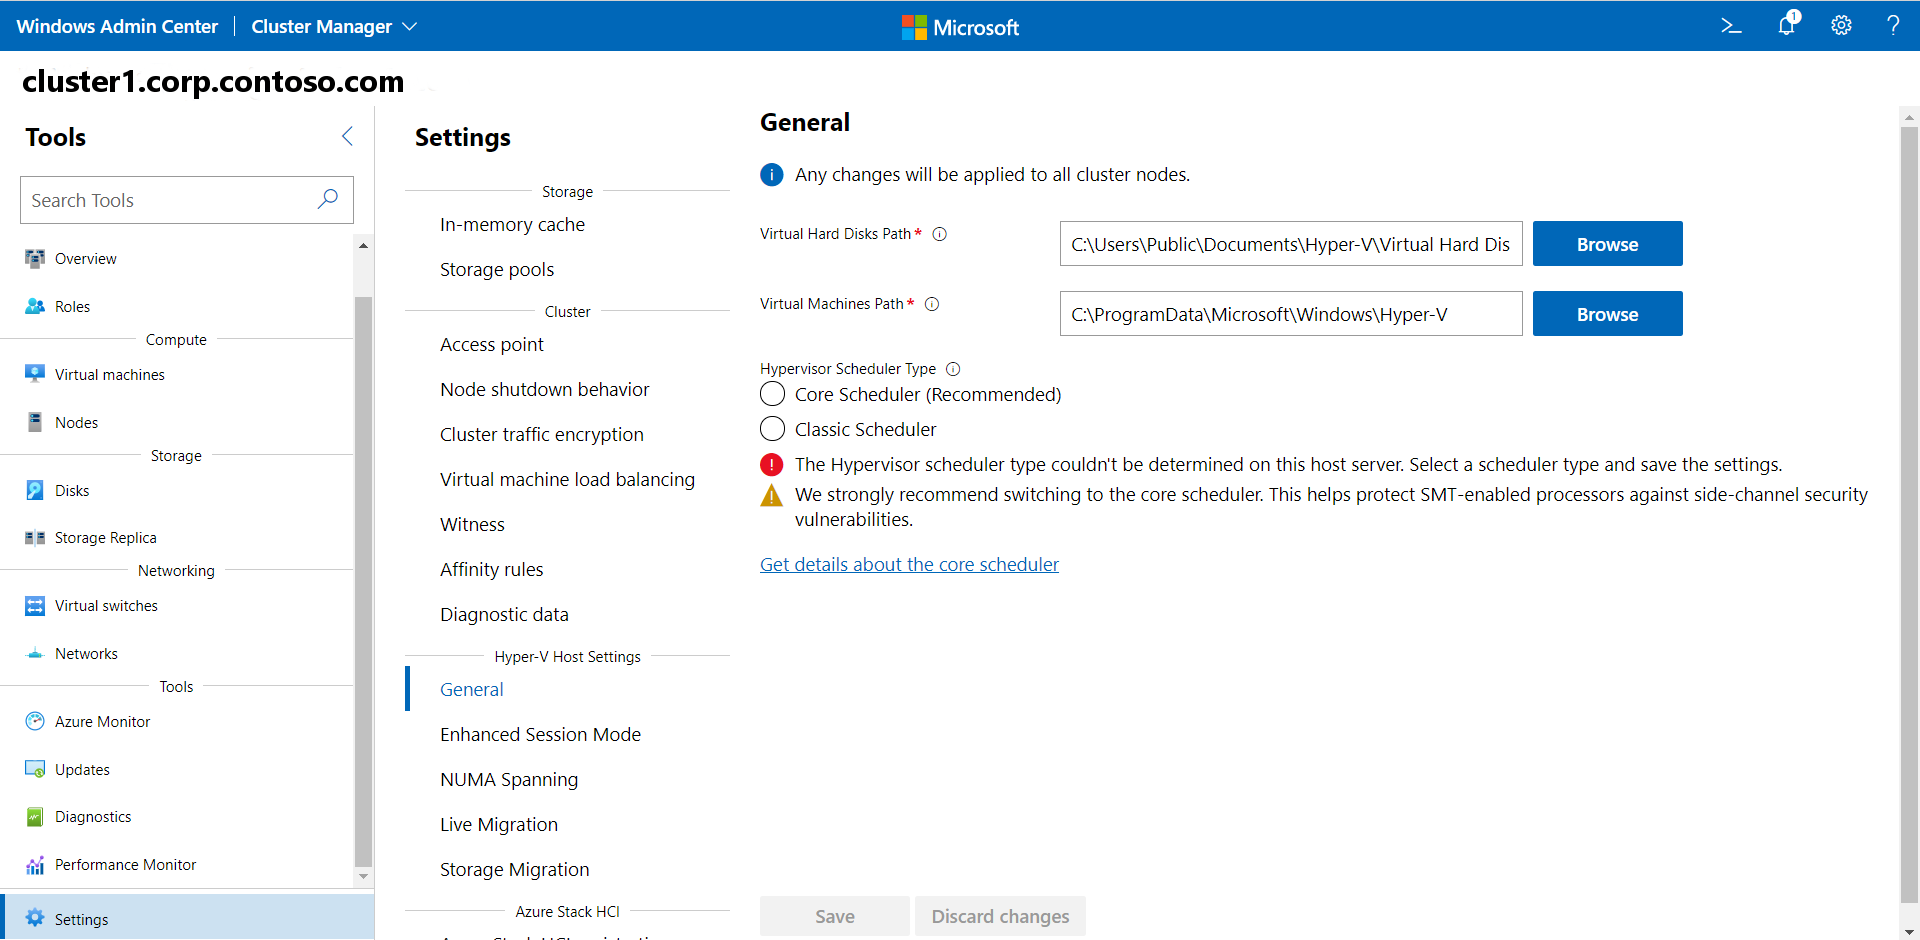 Windows Admin Center
Cluster Manager
Microsoft
1
cluster1.corp.contoso.com
Tools
Search Tools
Overview
Roles
Compute
Virtual machines
Nodes
Storage
Disks
Storage Replica
Networking
Virtual switches
Networks
Tools
Azure Monitor
Updates
Diagnostics
Performance Monitor
Settings
Settings
Storage
In-memory cache
Storage pools
Cluster
Access point
Node shutdown behavior
Cluster traffic encryption
Virtual machine load balancing
Witness
Affinity rules
Diagnostic data
Hyper-V Host Settings
General
Enhanced Session Mode
NUMA Spanning
Live Migration
Storage Migration
Azure Stack HCI
General
Any changes will be applied to all cluster nodes.
Virtual Hard Disks Path*
C:\Users\Public\Documents\Hyper-V\Virtual Hard Dis
Browse
Virtual Machines Path*
C:\ProgramData\Microsoft\Windows\Hyper-V
Browse
Hypervisor Scheduler Type
Core Scheduler (Recommended)
Classic Scheduler
The Hypervisor scheduler type couldn't be determined on this host server. Select a scheduler type and save the settings.
We strongly recommend switching to the core scheduler. This helps protect SMT-enabled processors against side-channel security
vulnerabilities.
Get details about the core scheduler
Save
Discard changes